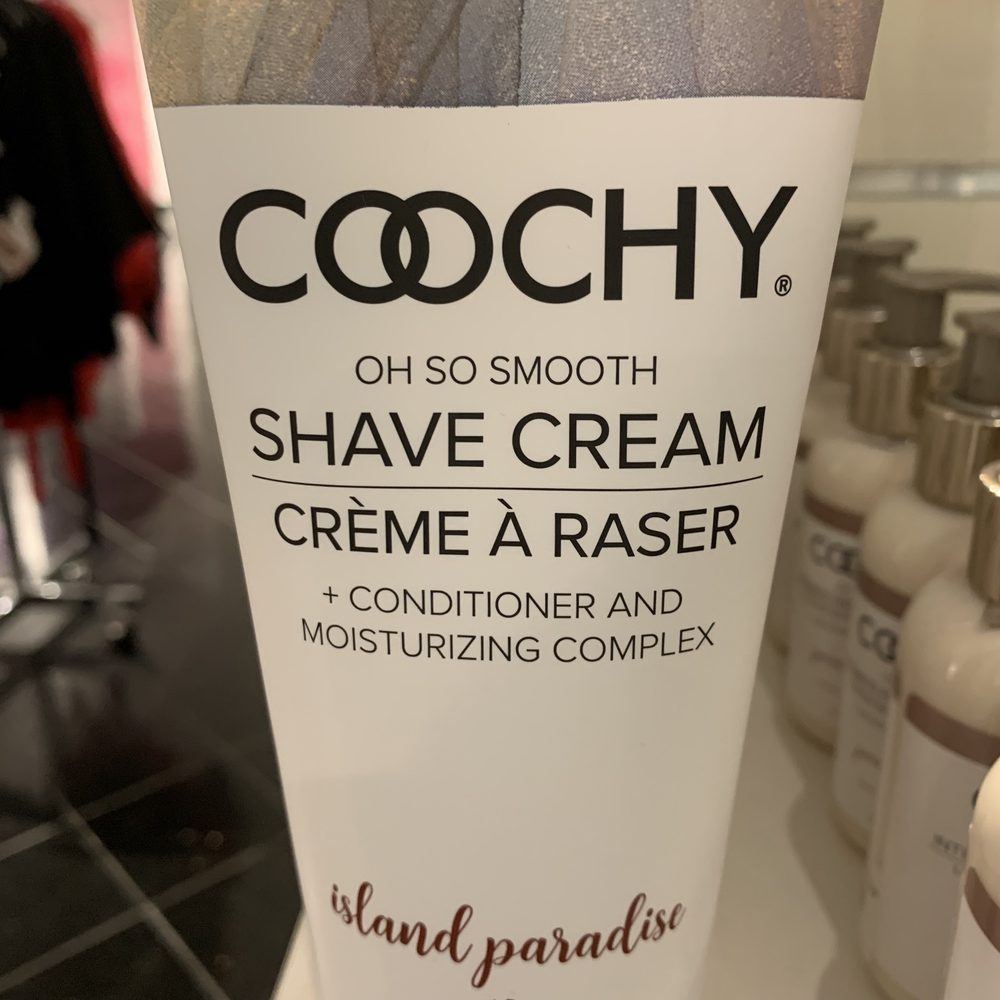 COOCHY®
OH SO SMOOTH
SHAVE CREAM
CRÈME À RASER
+ CONDITIONER AND
MOISTURIZING COMPLEX
island paradise